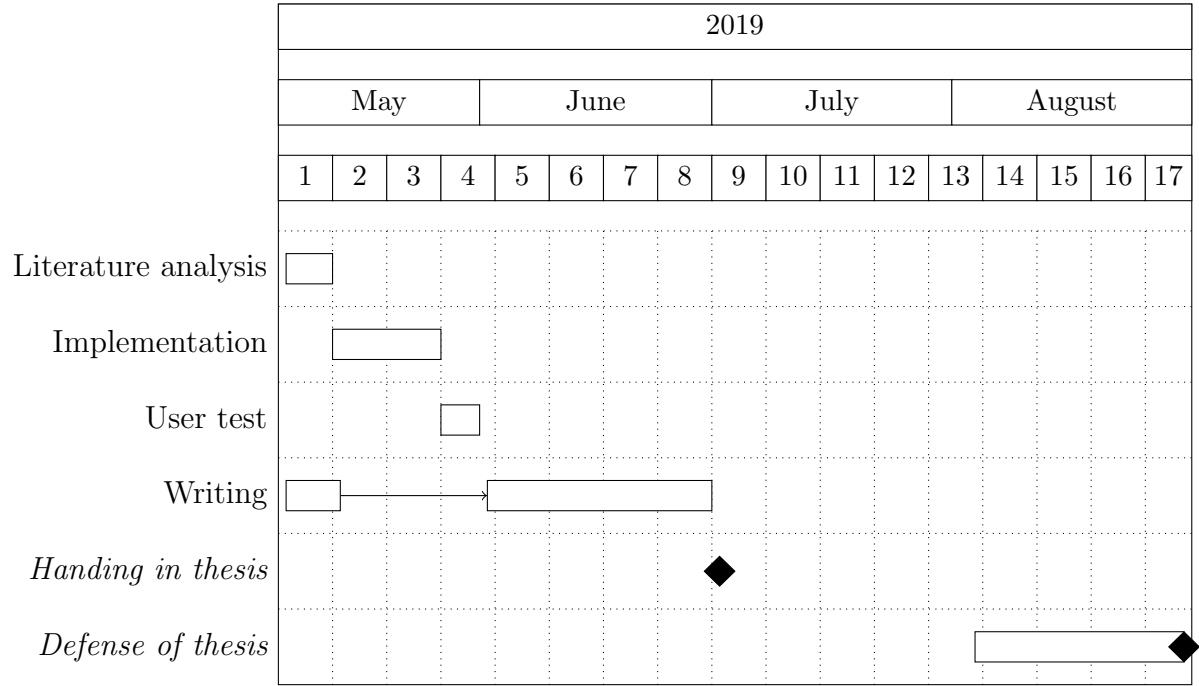 2019
May June July August
1 2 3 4 5 6 7 8 9 10 11 12 13 14 15 16 17
Literature analysis
Implementation
User test
Writing
Handing in thesis
Defense of thesis